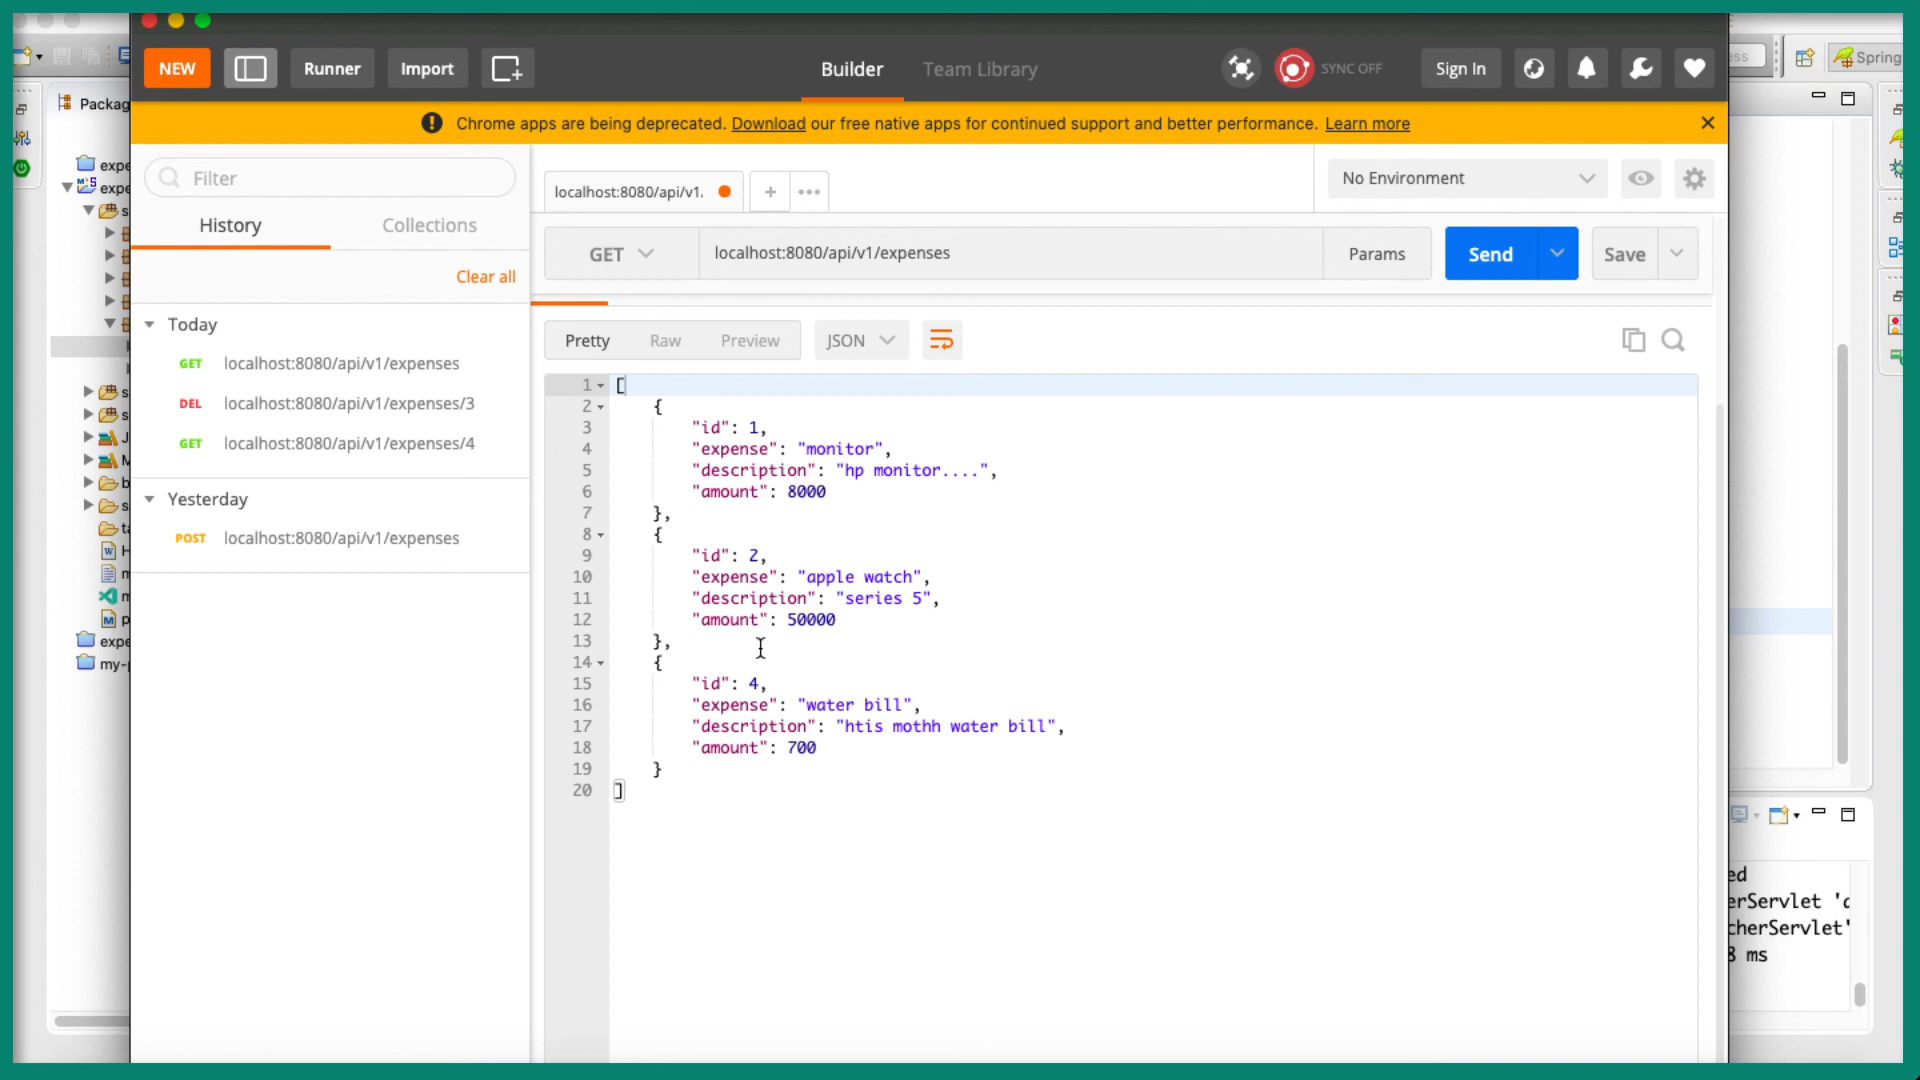 NEW
Runner
Import
Builder
Team Library
SYNC OFF
Sign In
Spring
Packag
Chrome apps are being deprecated. Download our free native apps for continued support and better performance. Learn more
Filter
History
Collections
Clear all
Today
GET localhost:8080/api/v1/expenses
DEL localhost:8080/api/v1/expenses/3
GET localhost:8080/api/v1/expenses/4
Yesterday
POST localhost:8080/api/v1/expenses
localhost:8080/api/v1.
No Environment
GET
localhost:8080/api/v1/expenses
Params
Send
Save
Pretty
Raw
Preview
JSON
1 [
2 {
3 "id": 1,
4 "expense": "monitor",
5 "description": "hp monitor....",
6 "amount": 8000
7 },
8 {
9 "id": 2,
10 "expense": "apple watch",
11 "description": "series 5",
12 "amount": 50000
13 },
14 {
15 "id": 4,
16 "expense": "water bill",
17 "description": "htis mothh water bill",
18 "amount": 700
19 }
20 ]
expe
expe
expe
my-p
ed
erServlet 'd
cherServlet'
8 ms